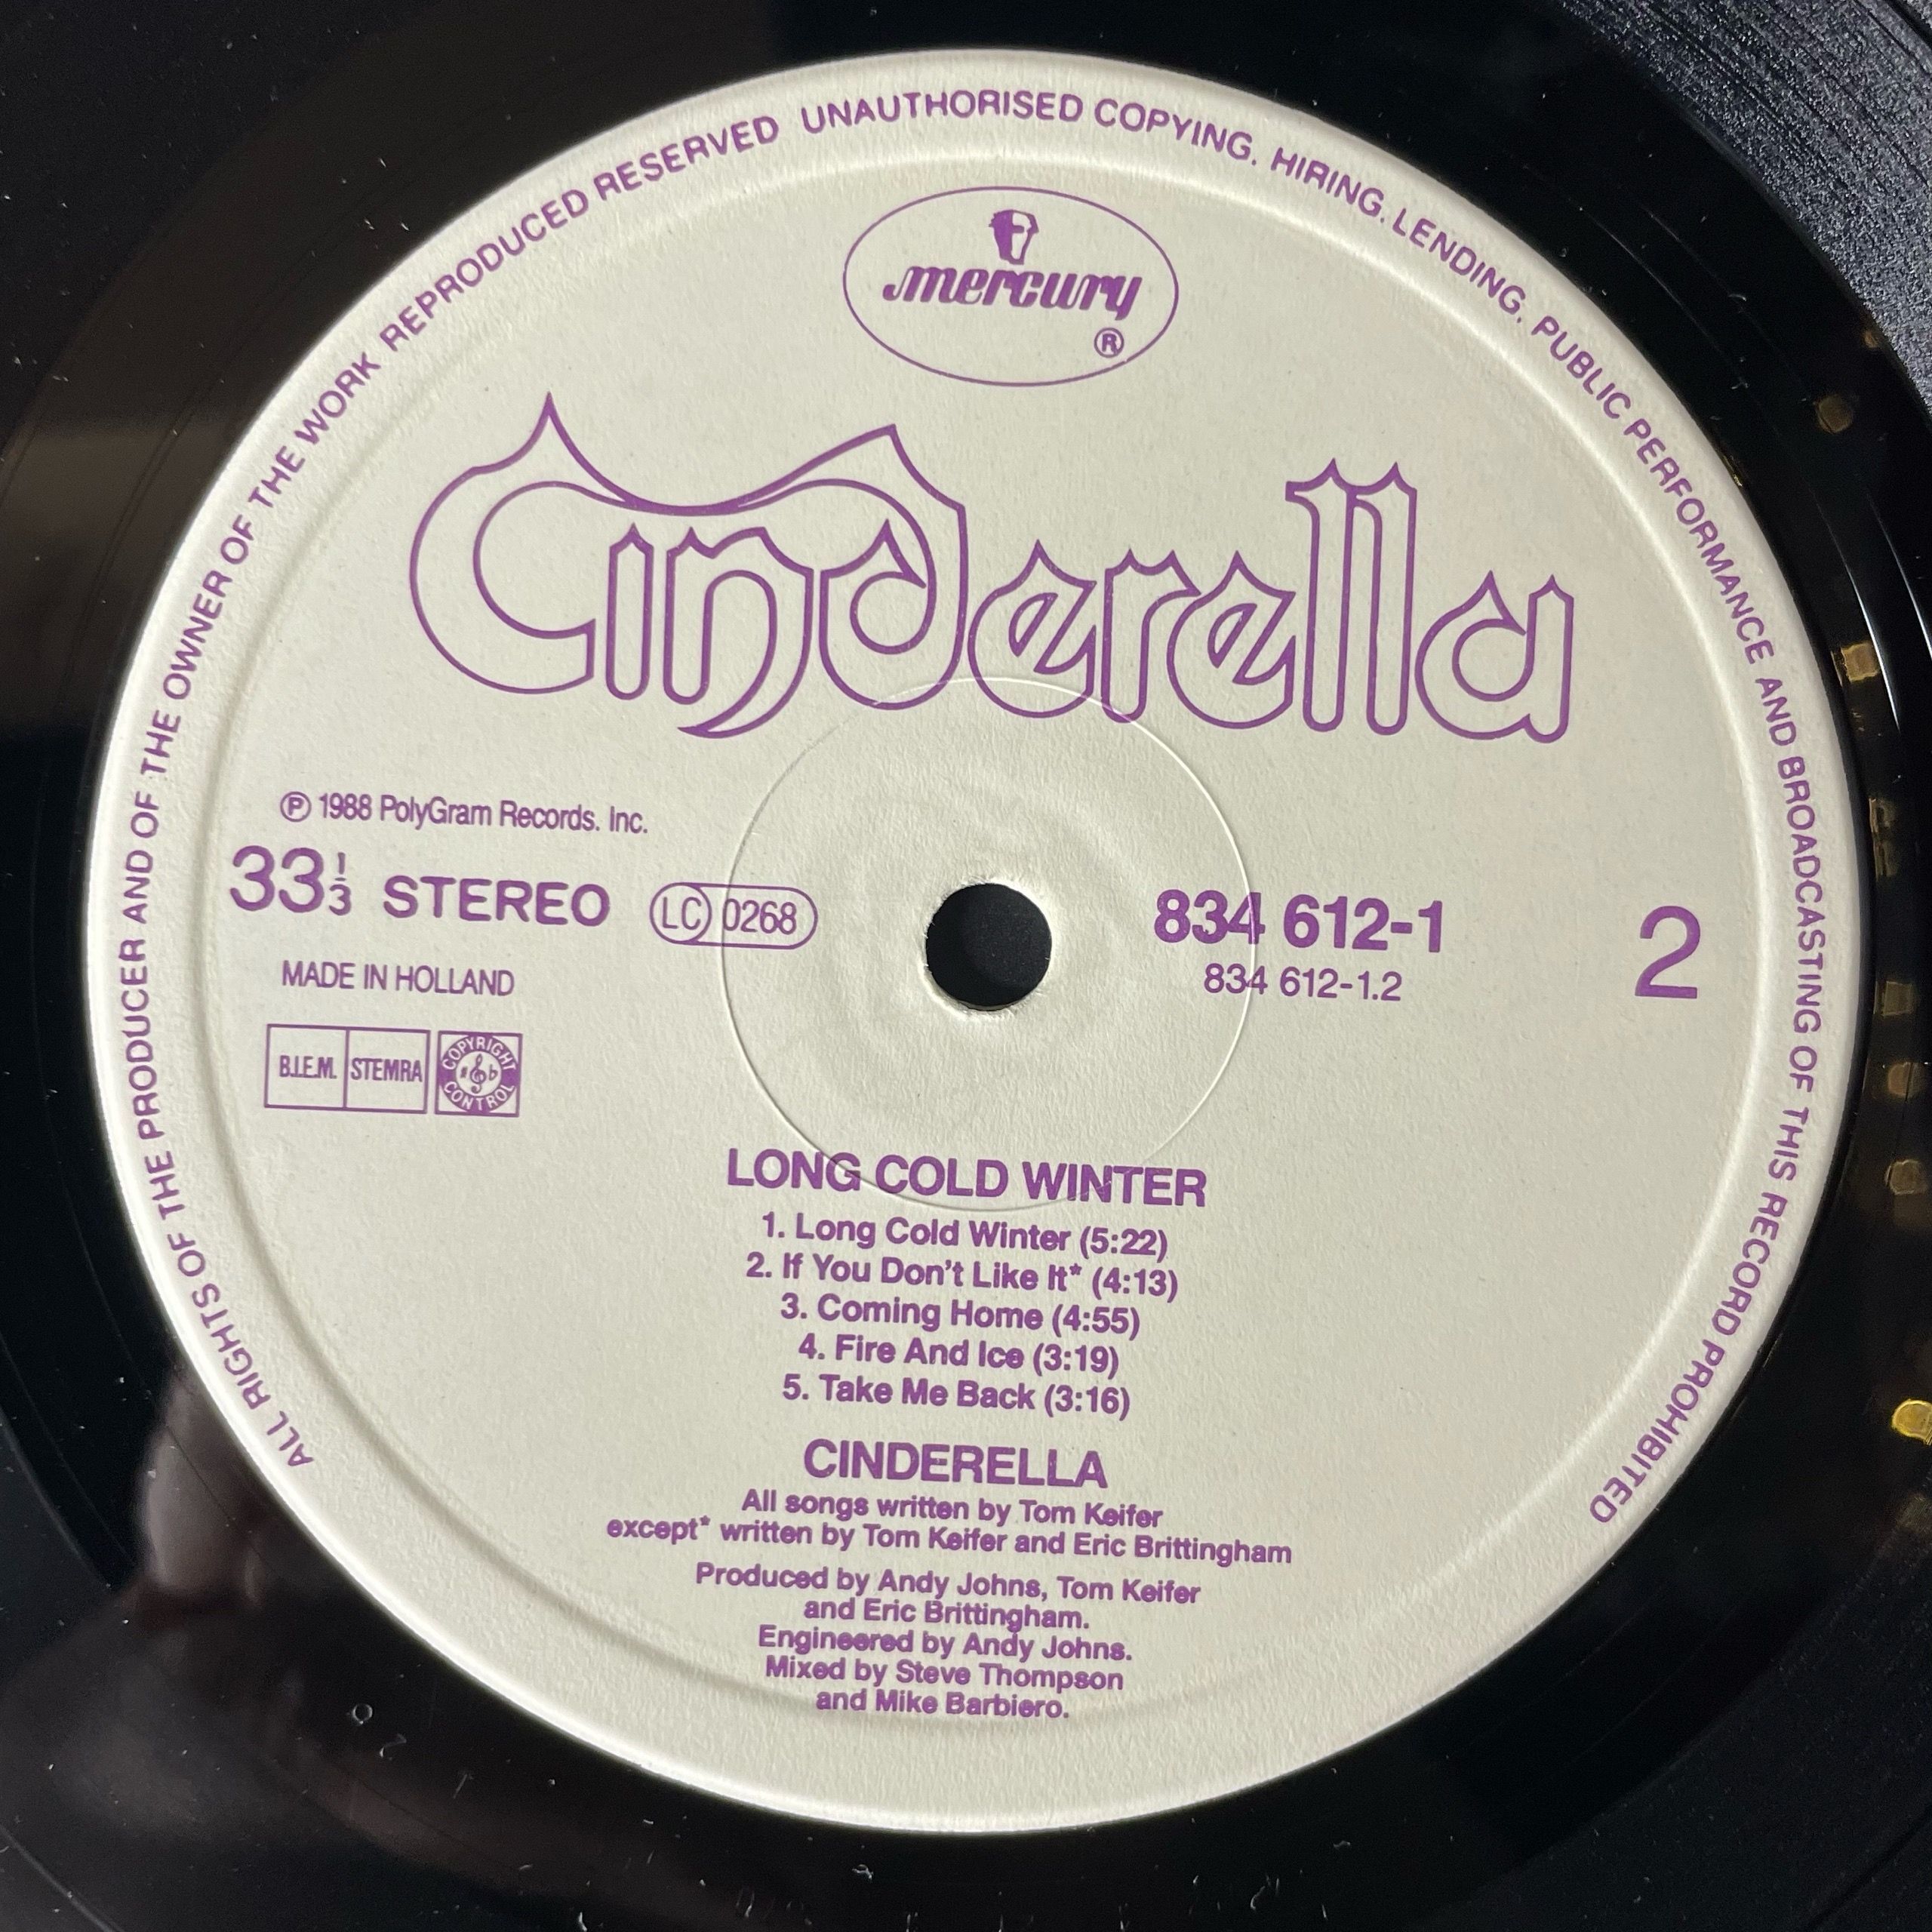 ALL RIGHTS OF THE PRODUCER AND OF THE OWNER OF THE WORK REPRODUCED RESERVED UNAUTHORISED COPYING. HIRING. LENDING. PUBLIC PERFORMANCE AND BROADCASTING OF THIS RECORD PROHIBITED
mercury
®
Cinderella
℗ 1988 PolyGram Records. Inc.
33⅓ STEREO LC 0268
834 612-1
2
834 612-1.2
MADE IN HOLLAND
B.I.E.M. STEMRA COPYRIGHT CONTROL
LONG COLD WINTER
1. Long Cold Winter (5:22)
2. If You Don't Like It* (4:13)
3. Coming Home (4:55)
4. Fire And Ice (3:19)
5. Take Me Back (3:16)
CINDERELLA
All songs written by Tom Keifer
except* written by Tom Keifer and Eric Brittingham
Produced by Andy Johns, Tom Keifer
and Eric Brittingham.
Engineered by Andy Johns.
Mixed by Steve Thompson
and Mike Barbiero.